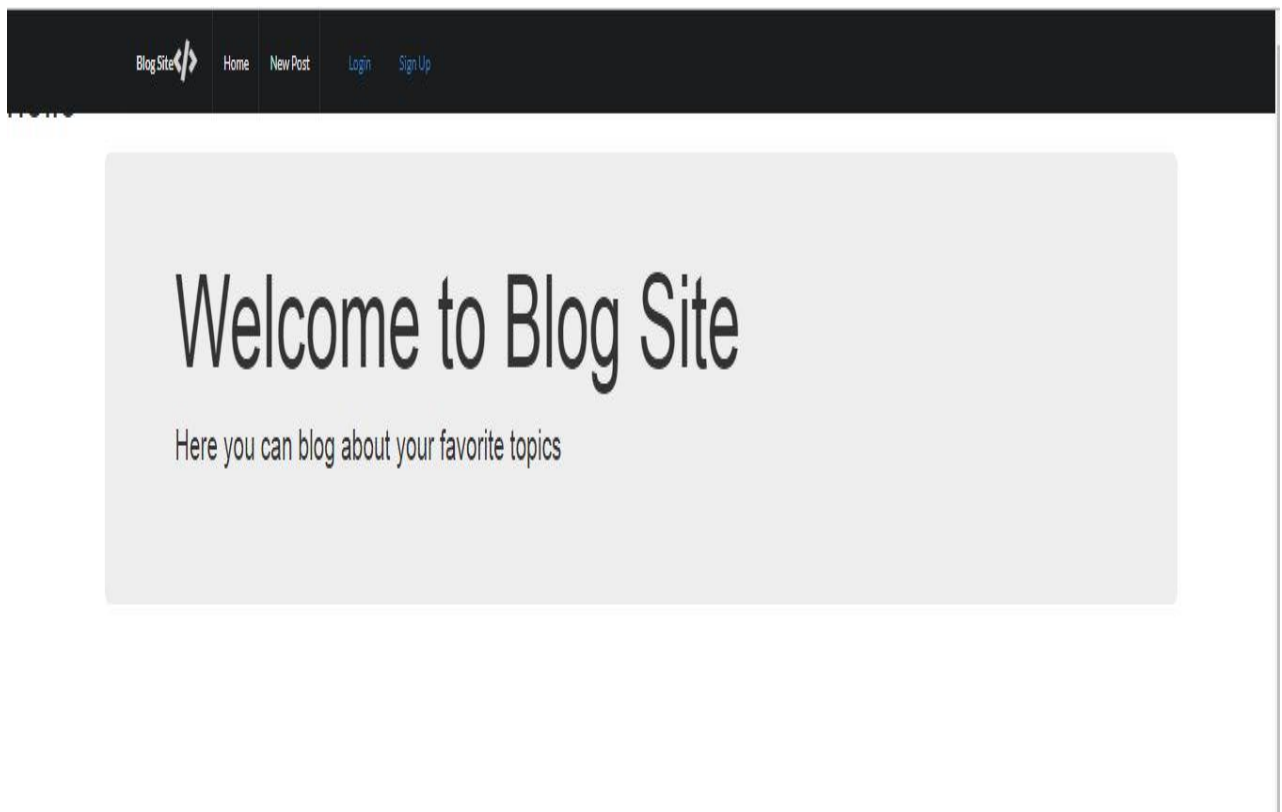 Blog Site</> Home New Post Login Sign Up
Welcome to Blog Site
Here you can blog about your favorite topics